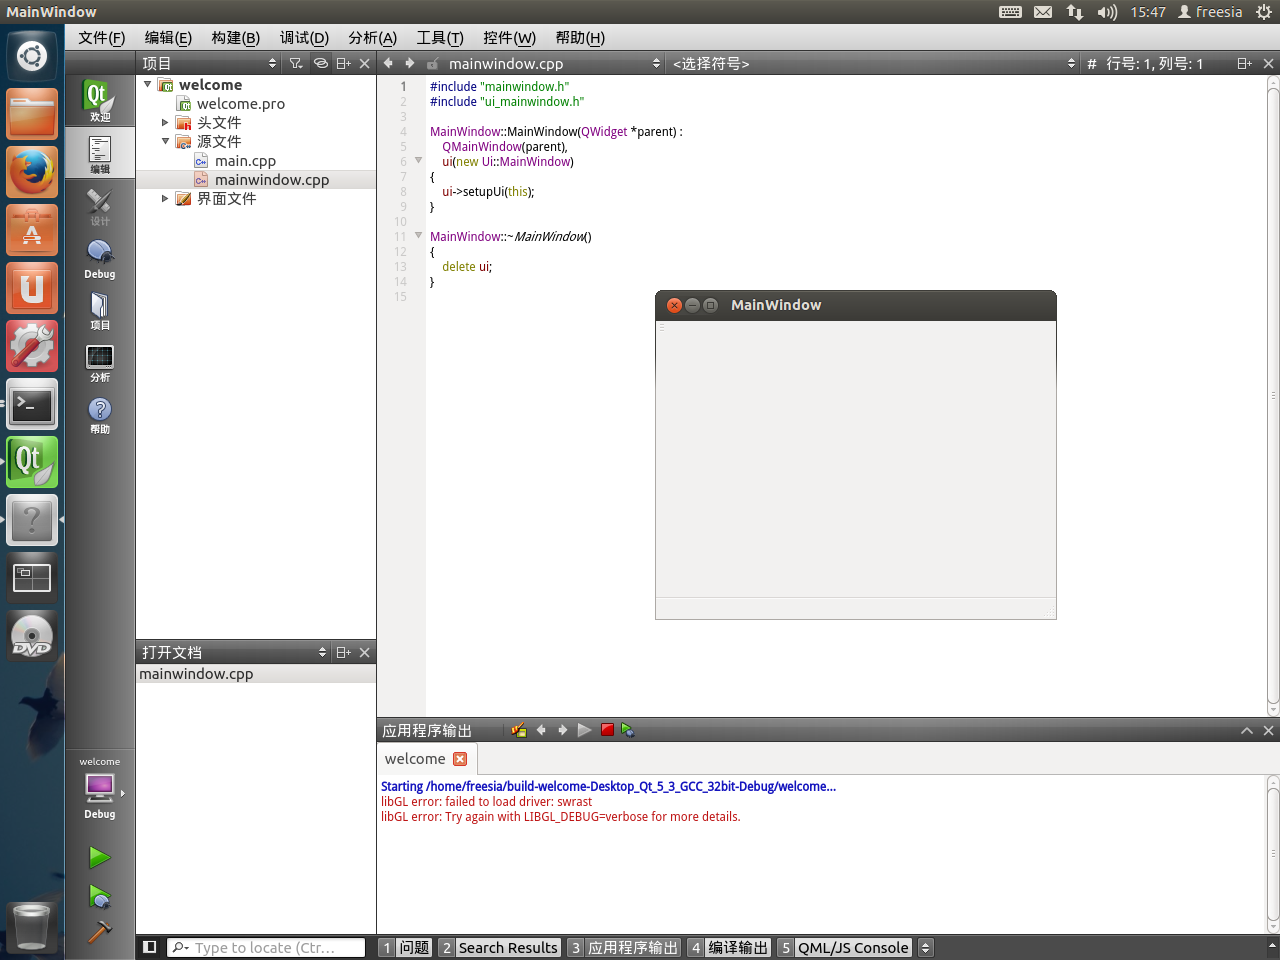 MainWindow
15:47
freesia
文件(F) 编辑(E) 构建(B) 调试(D) 分析(A) 工具(T) 控件(W) 帮助(H)
项目
mainwindow.cpp
<选择符号>
# 行号: 1, 列号: 1
Qt
欢迎
编辑
设计
Debug
项目
分析
帮助
welcome
welcome.pro
头文件
源文件
main.cpp
mainwindow.cpp
界面文件
1 #include "mainwindow.h"
2 #include "ui_mainwindow.h"
3
4 MainWindow::MainWindow(QWidget *parent) :
5 QMainWindow(parent),
6 ui(new Ui::MainWindow)
7 {
8 ui->setupUi(this);
9 }
10
11 MainWindow::~MainWindow()
12 {
13 delete ui;
14 }
15
MainWindow
Qt
DVD
打开文档
mainwindow.cpp
应用程序输出
welcome
Starting /home/freesia/build-welcome-Desktop_Qt_5_3_GCC_32bit-Debug/welcome...
libGL error: failed to load driver: swrast
libGL error: Try again with LIBGL_DEBUG=verbose for more details.
welcome
Debug
Type to locate (Ctr...
1 问题 2 Search Results 3 应用程序输出 4 编译输出 5 QML/JS Console